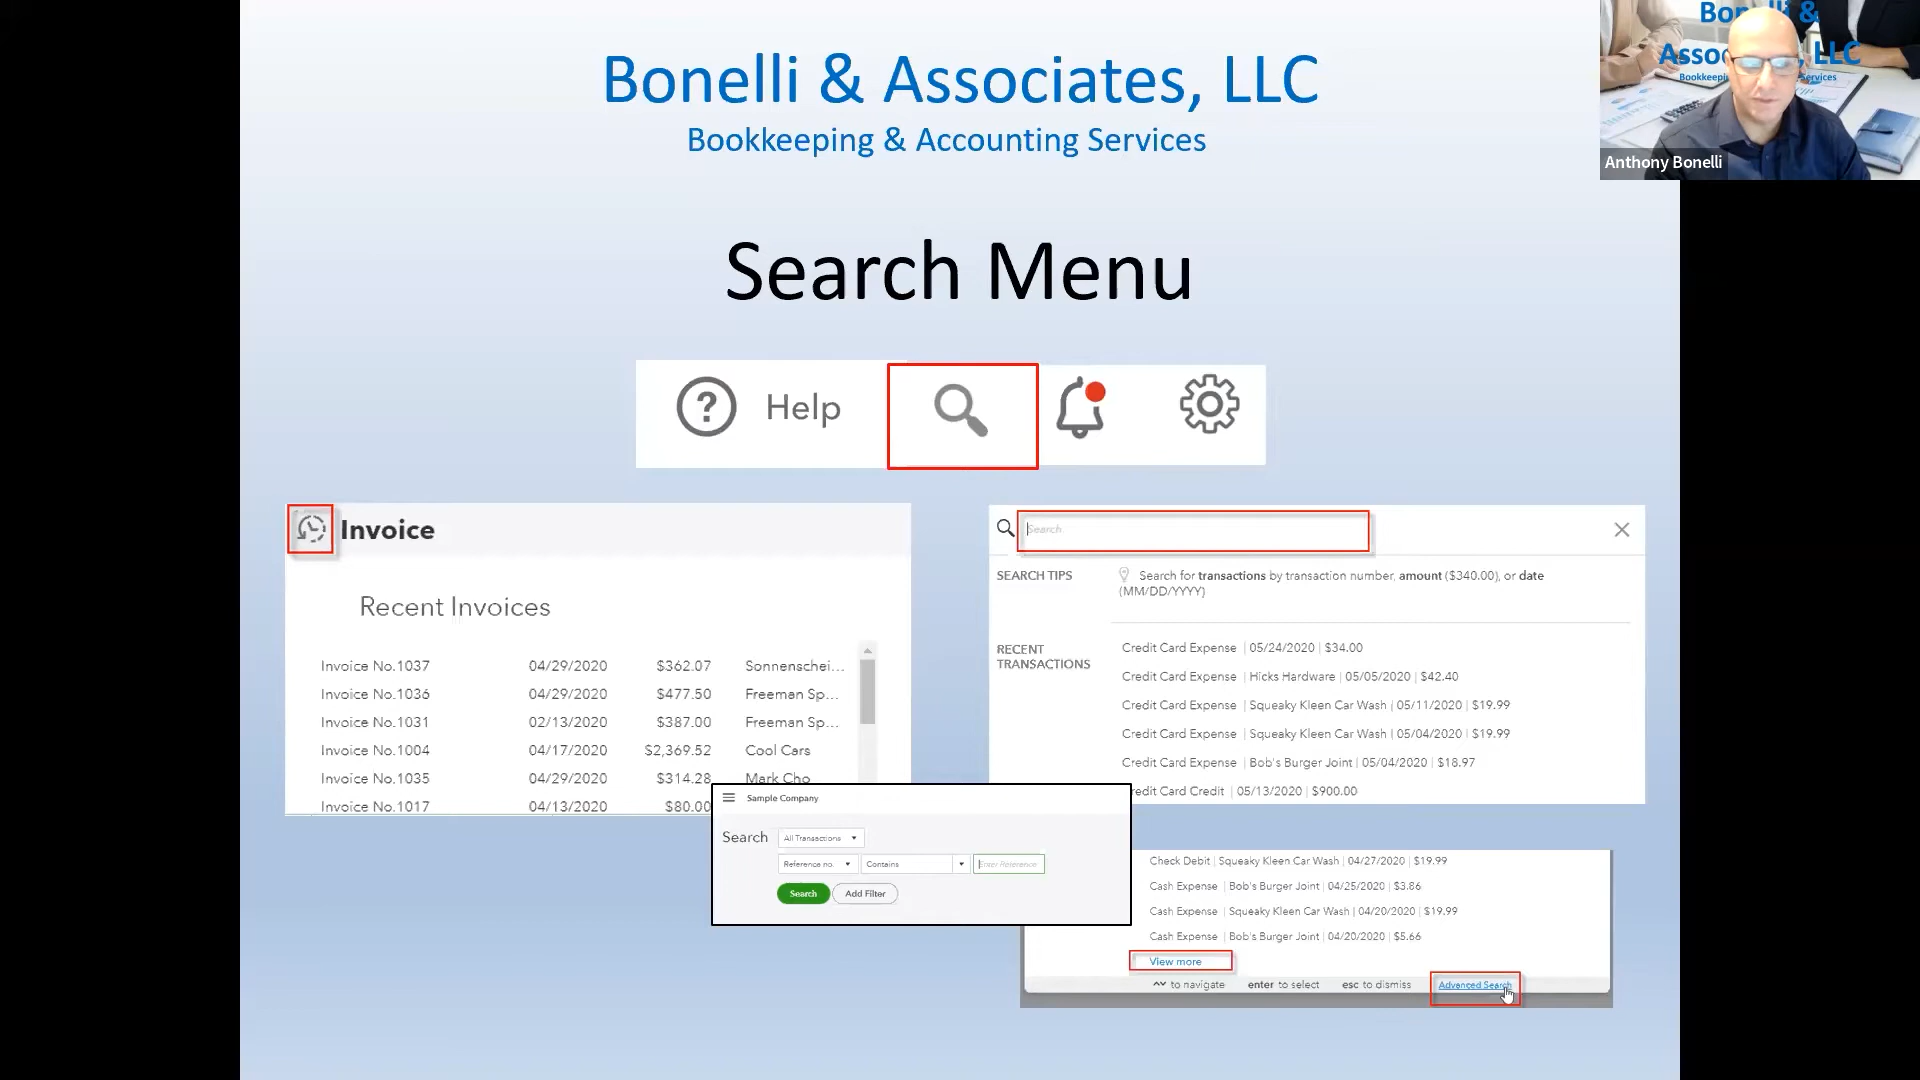 Bonelli & Associates, LLC
Bookkeeping & Accounting Services
Anthony Bonelli
Search Menu
? Help
Invoice
Recent Invoices
Invoice No.1037 04/29/2020 $362.07 Sonnenschei...
Invoice No.1036 04/29/2020 $477.50 Freeman Sp...
Invoice No.1031 02/13/2020 $387.00 Freeman Sp...
Invoice No.1004 04/17/2020 $2,369.52 Cool Cars
Invoice No.1035 04/29/2020 $314.28 Mark Cho
Invoice No.1017 04/13/2020 $80.00
Search
SEARCH TIPS
Search for transactions by transaction number, amount ($340.00), or date
(MM/DD/YYYY)
RECENT
TRANSACTIONS
Credit Card Expense | 05/24/2020 | $34.00
Credit Card Expense | Hicks Hardware | 05/05/2020 | $42.40
Credit Card Expense | Squeaky Kleen Car Wash | 05/11/2020 | $19.99
Credit Card Expense | Squeaky Kleen Car Wash | 05/04/2020 | $19.99
Credit Card Expense | Bob's Burger Joint | 05/04/2020 | $18.97
redit Card Credit | 05/13/2020 | $900.00
Sample Company
Search All Transactions
Reference no. Contains Enter Reference
Search Add Filter
Check Debit | Squeaky Kleen Car Wash | 04/27/2020 | $19.99
Cash Expense | Bob's Burger Joint | 04/25/2020 | $3.86
Cash Expense | Squeaky Kleen Car Wash | 04/20/2020 | $19.99
Cash Expense | Bob's Burger Joint | 04/20/2020 | $5.66
View more
to navigate enter to select esc to dismiss Advanced Search